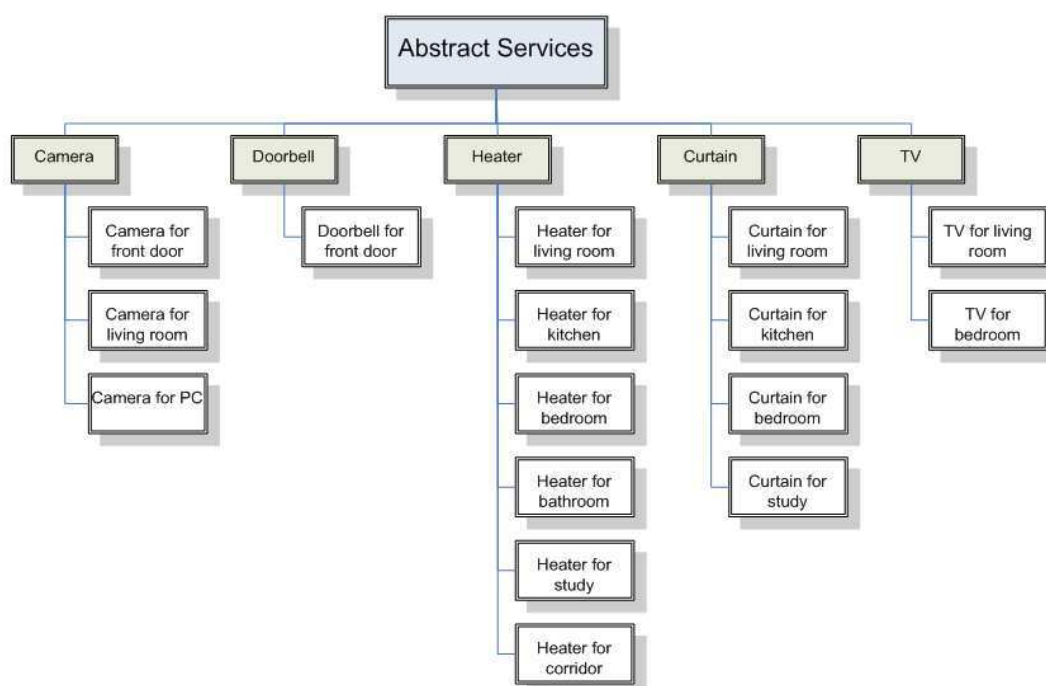 Abstract Services
Camera
Doorbell
Heater
Curtain
TV
Camera for
front door
Camera for
living room
Camera for PC
Doorbell for
front door
Heater for
living room
Heater for
kitchen
Heater for
bedroom
Heater for
bathroom
Heater for
study
Heater for
corridor
Curtain for
living room
Curtain for
kitchen
Curtain for
bedroom
Curtain for
study
TV for living
room
TV for
bedroom